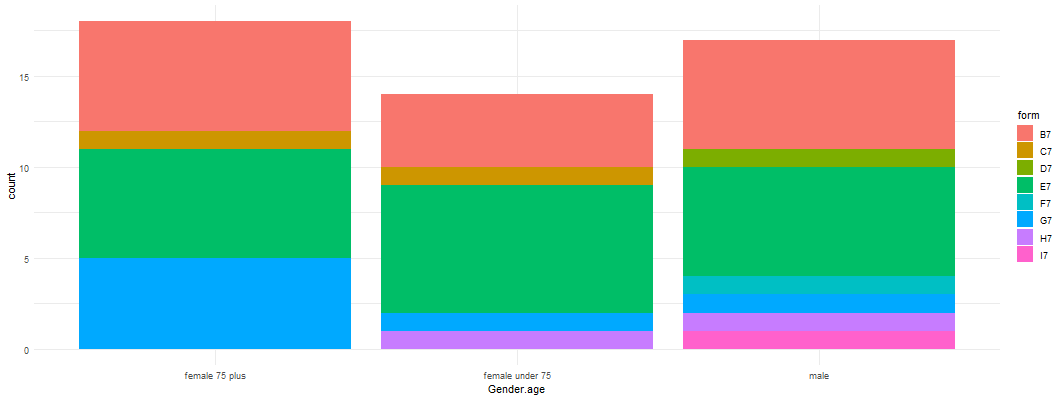 15
10
5
0
count
female 75 plus
female under 75
male
Gender.age
form
B7
C7
D7
E7
F7
G7
H7
I7